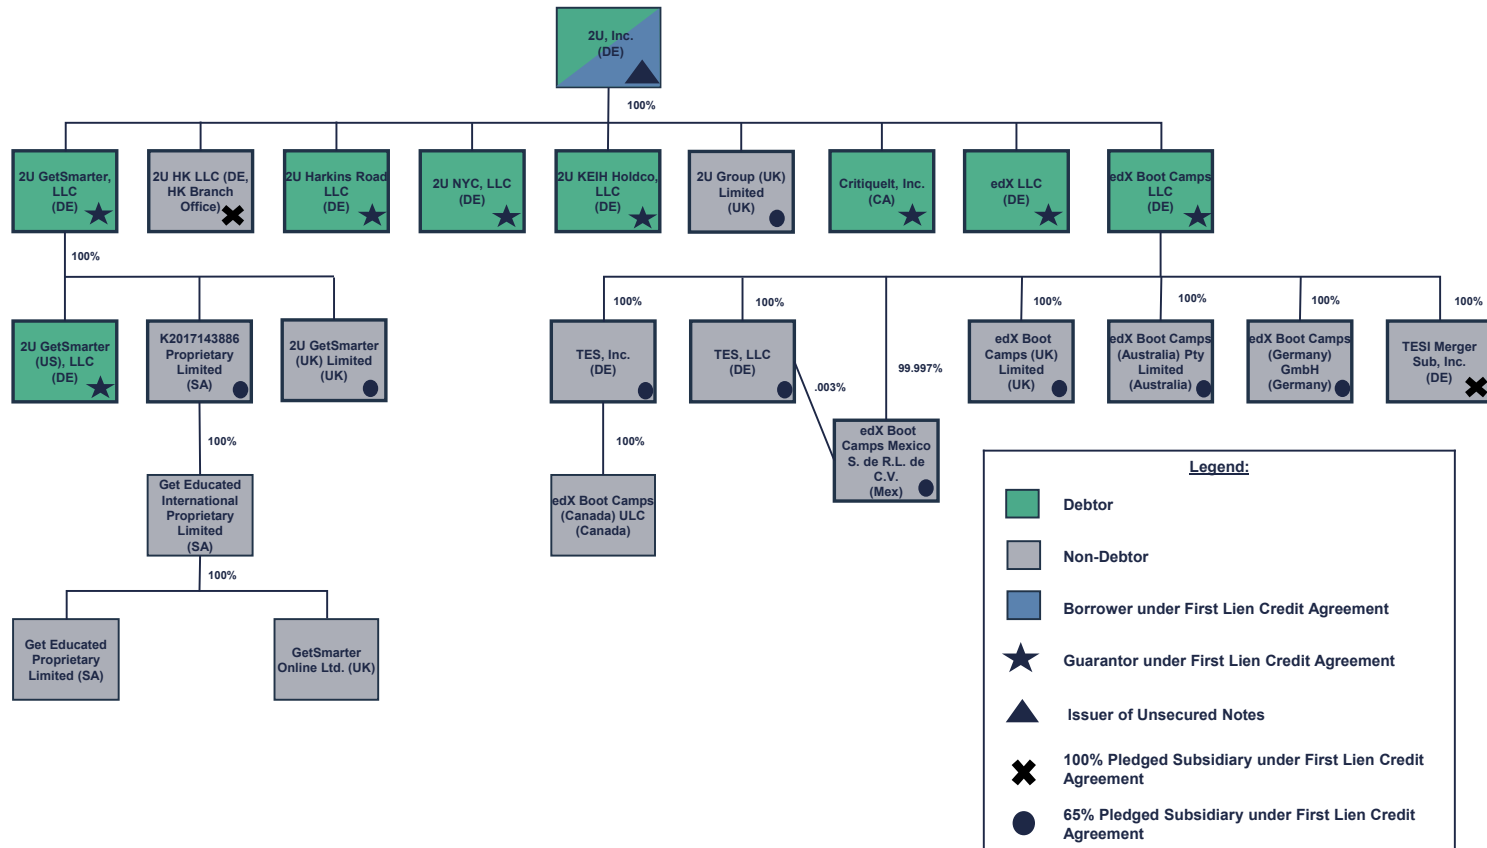 2U, Inc.
(DE)
100%
2U GetSmarter,
LLC
(DE)
2U HK LLC (DE,
HK Branch
Office)
2U Harkins Road
LLC
(DE)
2U NYC, LLC
(DE)
2U KEIH Holdco,
LLC
(DE)
2U Group (UK)
Limited
(UK)
CritiqueIt, Inc.
(CA)
edX LLC
(DE)
edX Boot Camps
LLC
(DE)
100%
2U GetSmarter
(US), LLC
(DE)
K2017143886
Proprietary
Limited
(SA)
2U GetSmarter
(UK) Limited
(UK)
100%
TES, Inc.
(DE)
100%
TES, LLC
(DE)
.003%
99.997%
edX Boot
Camps Mexico
S. de R.L. de
C.V.
(Mex)
100%
edX Boot
Camps (UK)
Limited
(UK)
100%
edX Boot Camps
(Australia) Pty
Limited
(Australia)
100%
edX Boot Camps
(Germany)
GmbH
(Germany)
100%
TESI Merger
Sub, Inc.
(DE)
100%
Get Educated
International
Proprietary
Limited
(SA)
100%
edX Boot Camps
(Canada) ULC
(Canada)
100%
Get Educated
Proprietary
Limited (SA)
GetSmarter
Online Ltd. (UK)
Legend:
Debtor
Non-Debtor
Borrower under First Lien Credit Agreement
Guarantor under First Lien Credit Agreement
Issuer of Unsecured Notes
100% Pledged Subsidiary under First Lien Credit
Agreement
65% Pledged Subsidiary under First Lien Credit
Agreement